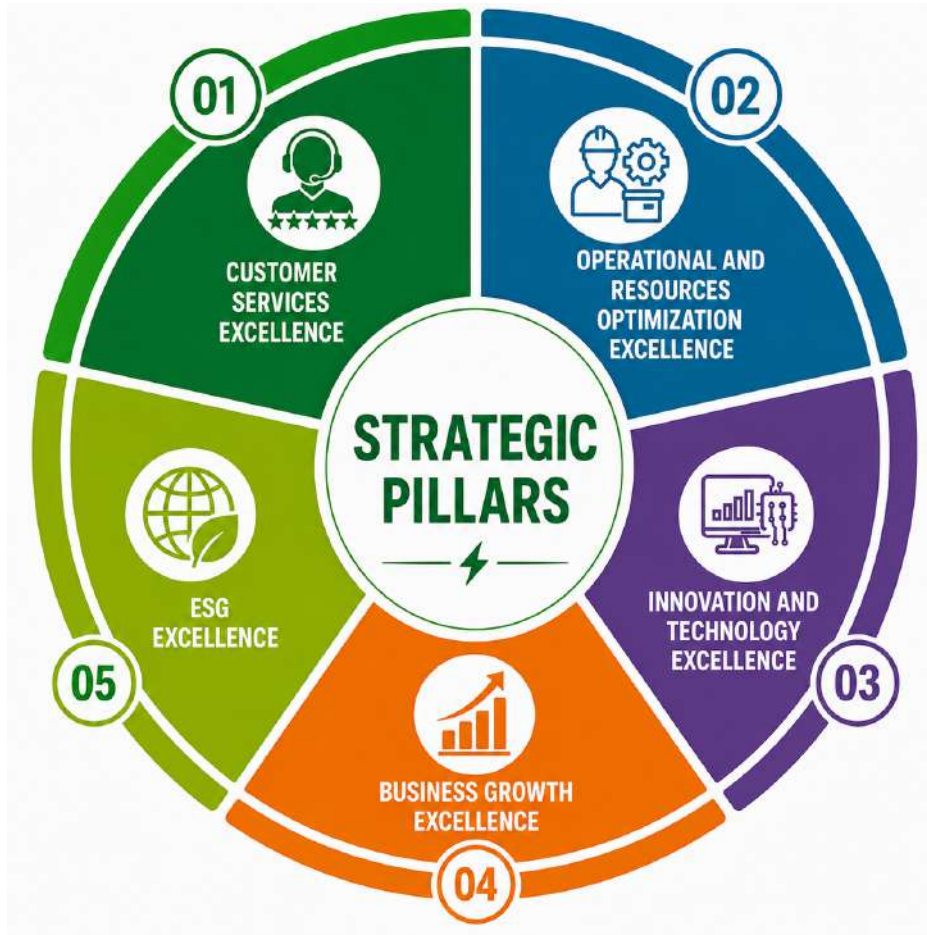 01
CUSTOMER
SERVICES
EXCELLENCE
02
OPERATIONAL AND
RESOURCES
OPTIMIZATION
EXCELLENCE
STRATEGIC
PILLARS
03
INNOVATION AND
TECHNOLOGY
EXCELLENCE
04
BUSINESS GROWTH
EXCELLENCE
05
ESG
EXCELLENCE